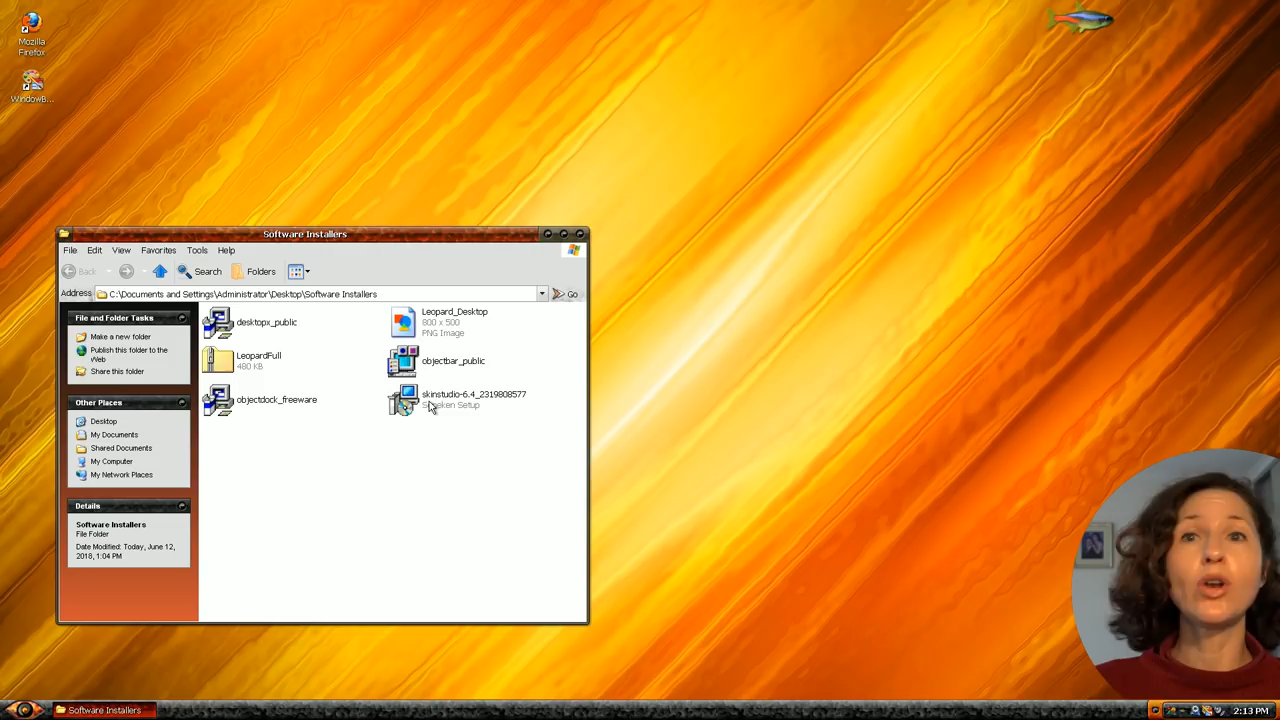 Mozilla
Firefox
WindowB...
Software Installers
File Edit View Favorites Tools Help
Back Search Folders
Address C:\Documents and Settings\Administrator\Desktop\Software Installers Go
File and Folder Tasks
Make a new folder
Publish this folder to the
Web
Share this folder
Other Places
Desktop
My Documents
Shared Documents
My Computer
My Network Places
Details
Software Installers
File Folder
Date Modified: Today, June 12,
2018, 1:04 PM
desktopx_public
Leopard_Desktop
800 x 500
PNG Image
LeopardFull
480 KB
objectbar_public
objectdock_freeware
skinstudio-6.4_2319808577
Setup
Software Installers
2:13 PM